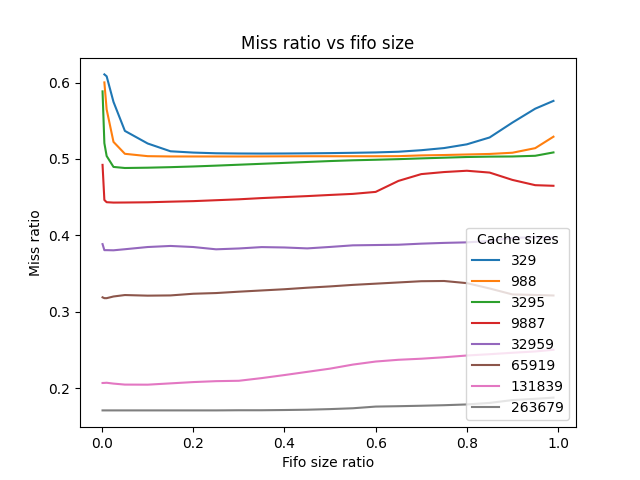 Miss ratio vs fifo size
Miss ratio
0.6
0.5
0.4
0.3
0.2
Cache sizes
329
988
3295
9887
32959
65919
131839
263679
0.0 0.2 0.4 0.6 0.8 1.0
Fifo size ratio